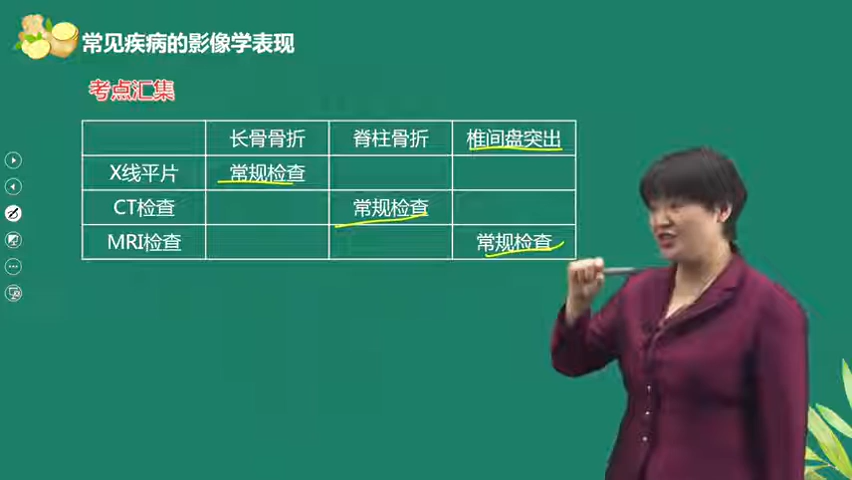 常见疾病的影像学表现
考点汇集
长骨骨折 脊柱骨折 椎间盘突出
X线平片 常规检查
CT检查 常规检查
MRI检查 常规检查